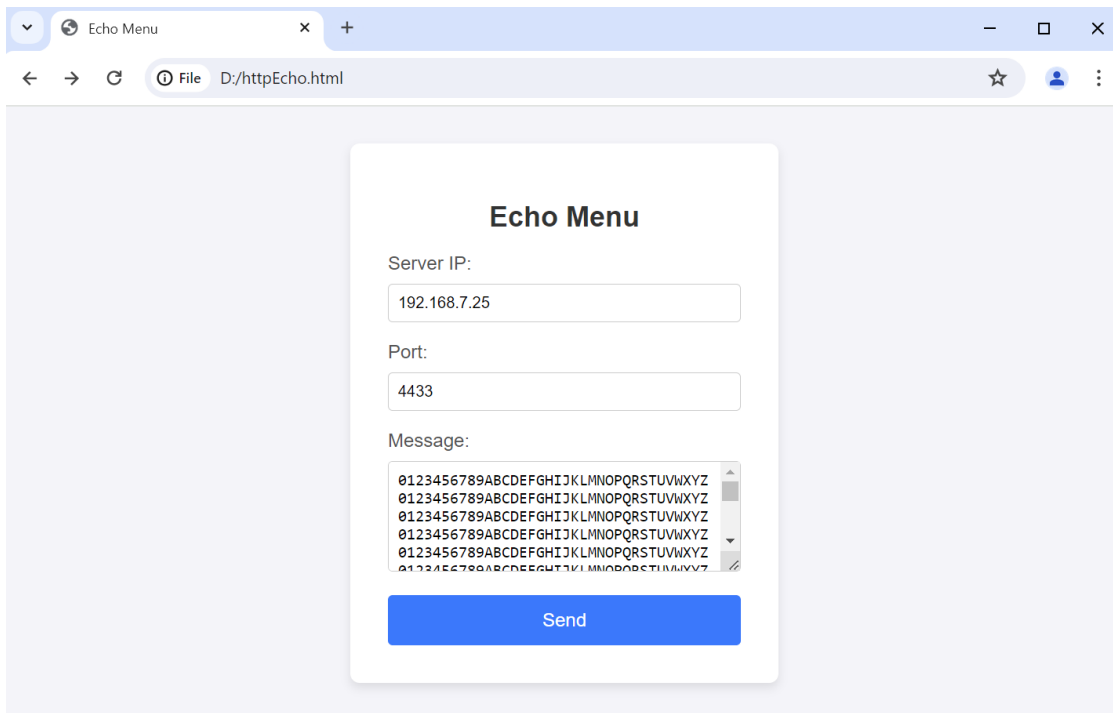 Echo Menu
File D:/httpEcho.html
Echo Menu
Server IP:
192.168.7.25
Port:
4433
Message:
0123456789ABCDEFGHIJKLMNOPQRSTUVWXYZ
0123456789ABCDEFGHIJKLMNOPQRSTUVWXYZ
0123456789ABCDEFGHIJKLMNOPQRSTUVWXYZ
0123456789ABCDEFGHIJKLMNOPQRSTUVWXYZ
0123456789ABCDEFGHIJKLMNOPQRSTUVWXYZ
0123456789ABCDEFGHIJKLMNOPQRSTUVWXYZ
Send